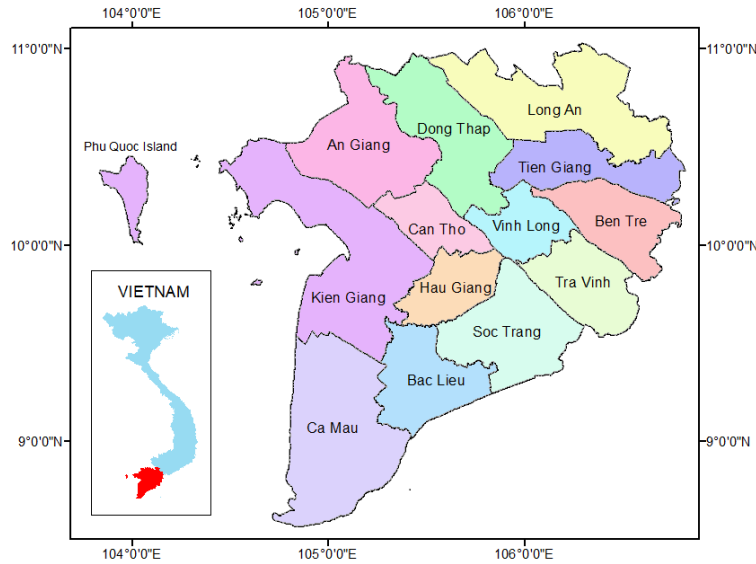 104°0'0"E 105°0'0"E 106°0'0"E
11°0'0"N 11°0'0"N
Long An
Dong Thap
An Giang
Phu Quoc Island
Tien Giang
Ben Tre
Vinh Long
Can Tho
10°0'0"N 10°0'0"N
Tra Vinh
Hau Giang
Kien Giang
VIETNAM
Soc Trang
Bac Lieu
Ca Mau
9°0'0"N 9°0'0"N
104°0'0"E 105°0'0"E 106°0'0"E